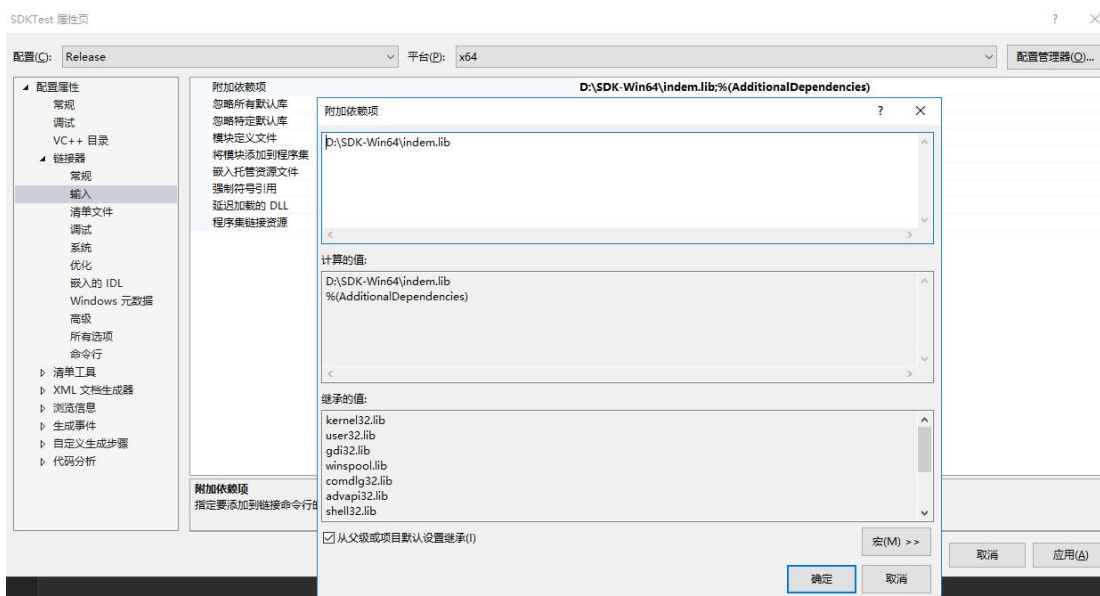 SDKTest 属性页
配置(C): Release 平台(P): x64 配置管理器(O)...
配置属性
常规
调试
VC++ 目录
链接器
常规
输入
清单文件
调试
系统
优化
嵌入的 IDL
Windows 元数据
高级
所有选项
命令行
清单工具
XML 文档生成器
浏览信息
生成事件
自定义生成步骤
代码分析
附加依赖项 D:\SDK-Win64\indem.lib;%(AdditionalDependencies)
忽略所有默认库
忽略特定默认库
模块定义文件
将模块添加到程序集
嵌入托管资源文件
强制符号引用
延迟加载的 DLL
程序集链接资源
附加依赖项
指定要添加到链接命令行的
附加依赖项
D:\SDK-Win64\indem.lib
计算的值:
D:\SDK-Win64\indem.lib
%(AdditionalDependencies)
继承的值:
kernel32.lib
user32.lib
gdi32.lib
winspool.lib
comdlg32.lib
advapi32.lib
shell32.lib
从父级或项目默认设置继承(I)
宏(M) >>
确定 取消
取消 应用(A)